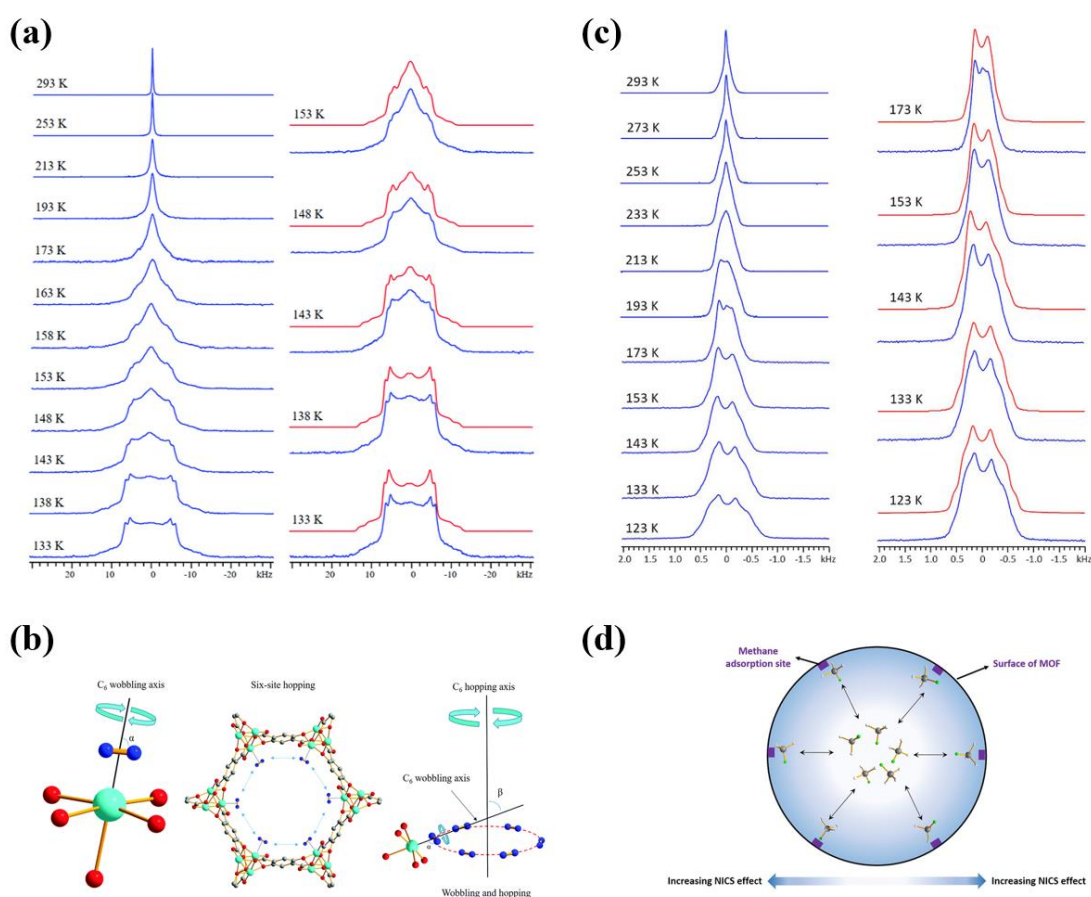 (a)
293 K
253 K
213 K
193 K
173 K
163 K
158 K
153 K
148 K
143 K
138 K
133 K
20 10 0 -10 -20 kHz
153 K
148 K
143 K
138 K
133 K
20 10 0 -10 -20 kHz
(c)
293 K
273 K
253 K
233 K
213 K
193 K
173 K
153 K
143 K
133 K
123 K
2.0 1.5 1.0 0.5 0 -0.5 -1.0 kHz
173 K
153 K
143 K
133 K
123 K
2.0 1.5 1.0 0.5 0 -0.5 -1.0 kHz
(b)
C6 wobbling axis
α
Six-site hopping
C6 hopping axis
C6 wobbling axis
β
α
Wobbling and hopping
(d)
Methane
adsorption site
Surface of MOF
Increasing NICS effect
Increasing NICS effect